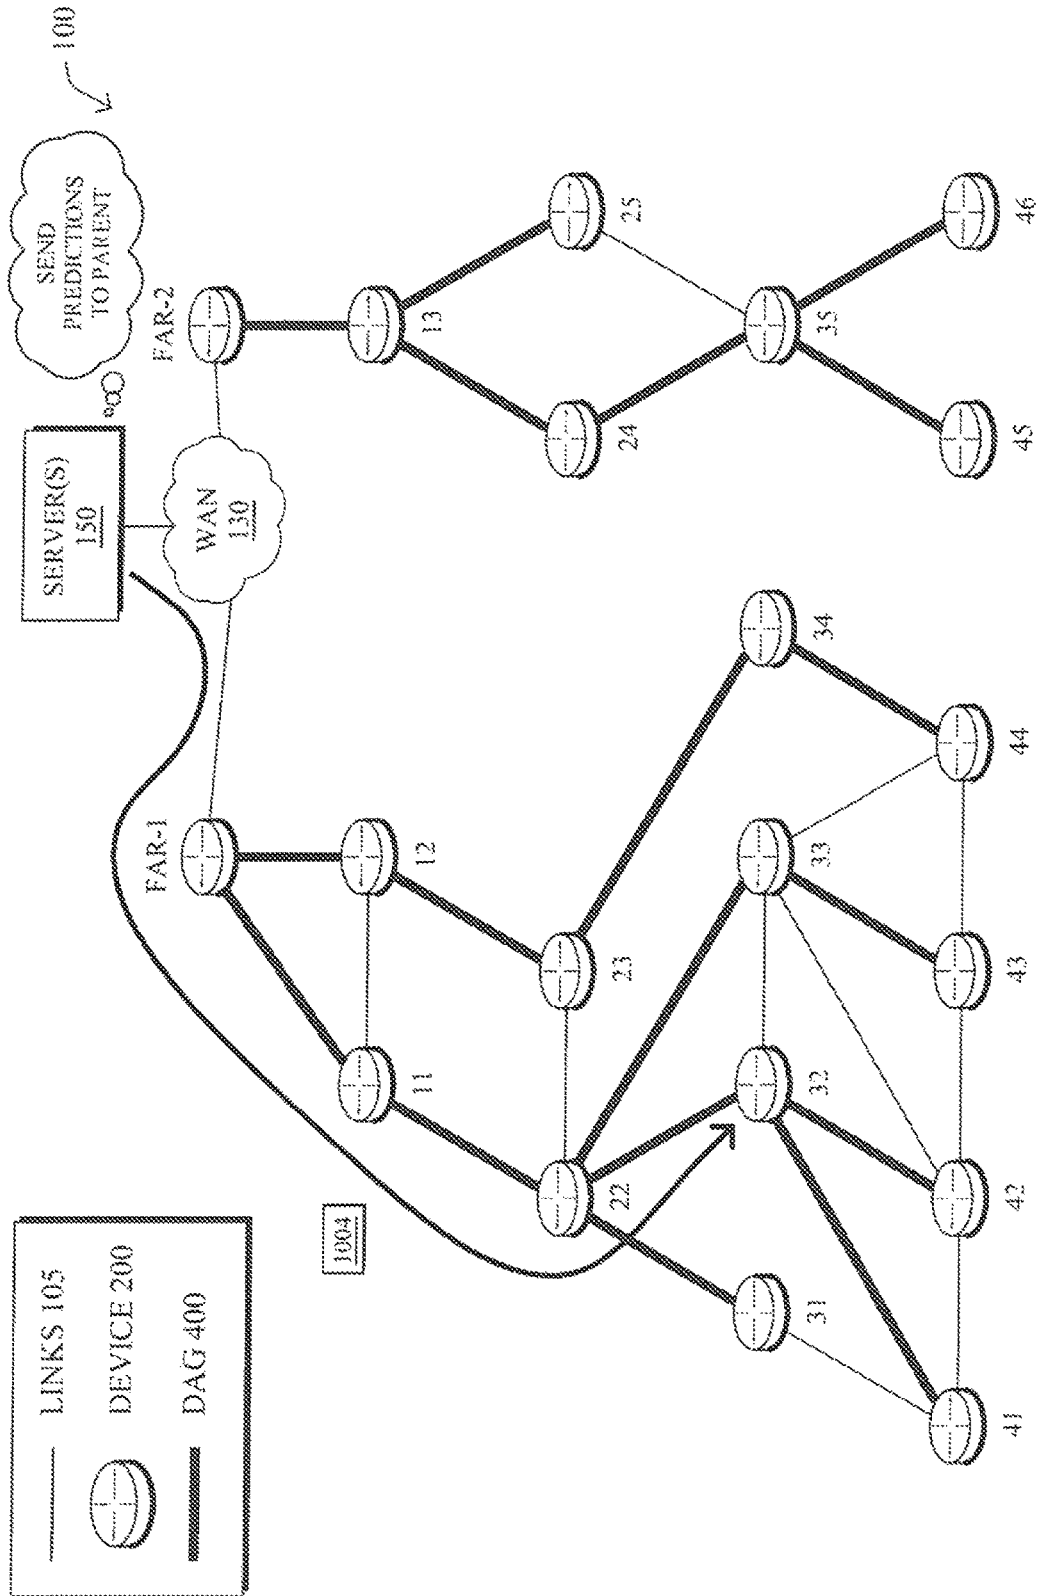 LINKS 105
DEVICE 200
DAG 400
SERVER(S)
150
SEND
PREDICTIONS
TO PARENT
100
WAN
130
FAR-1
FAR-2
1004
11
12
13
22
23
24
25
31
32
33
34
35
41
42
43
44
45
46